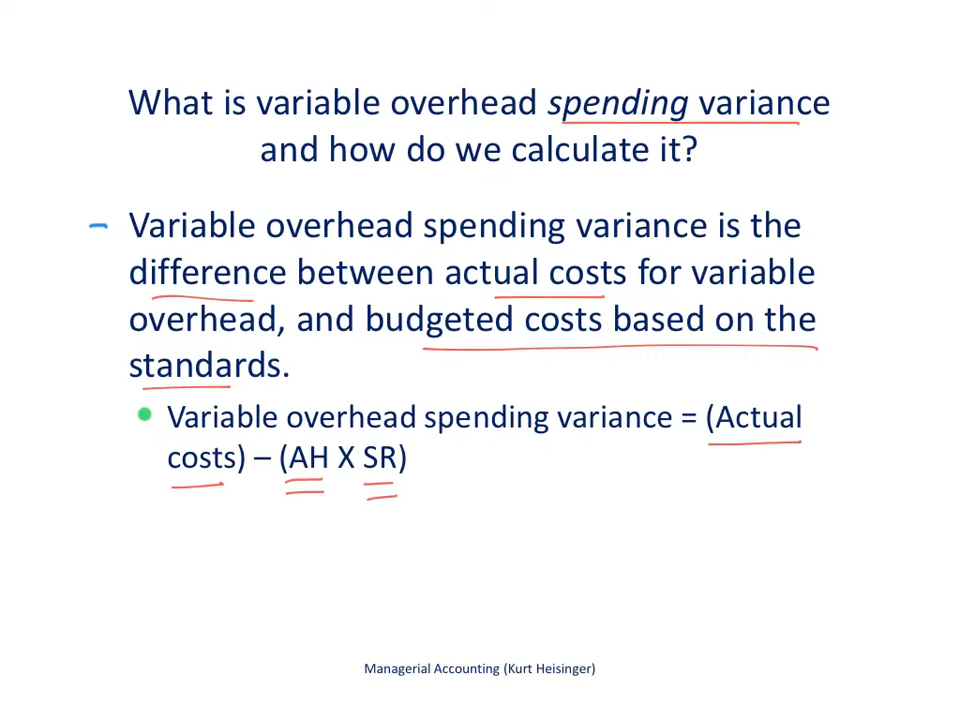 What is variable overhead spending variance
and how do we calculate it?
Variable overhead spending variance is the
difference between actual costs for variable
overhead, and budgeted costs based on the
standards.
Variable overhead spending variance = (Actual
costs) – (AH X SR)
Managerial Accounting (Kurt Heisinger)